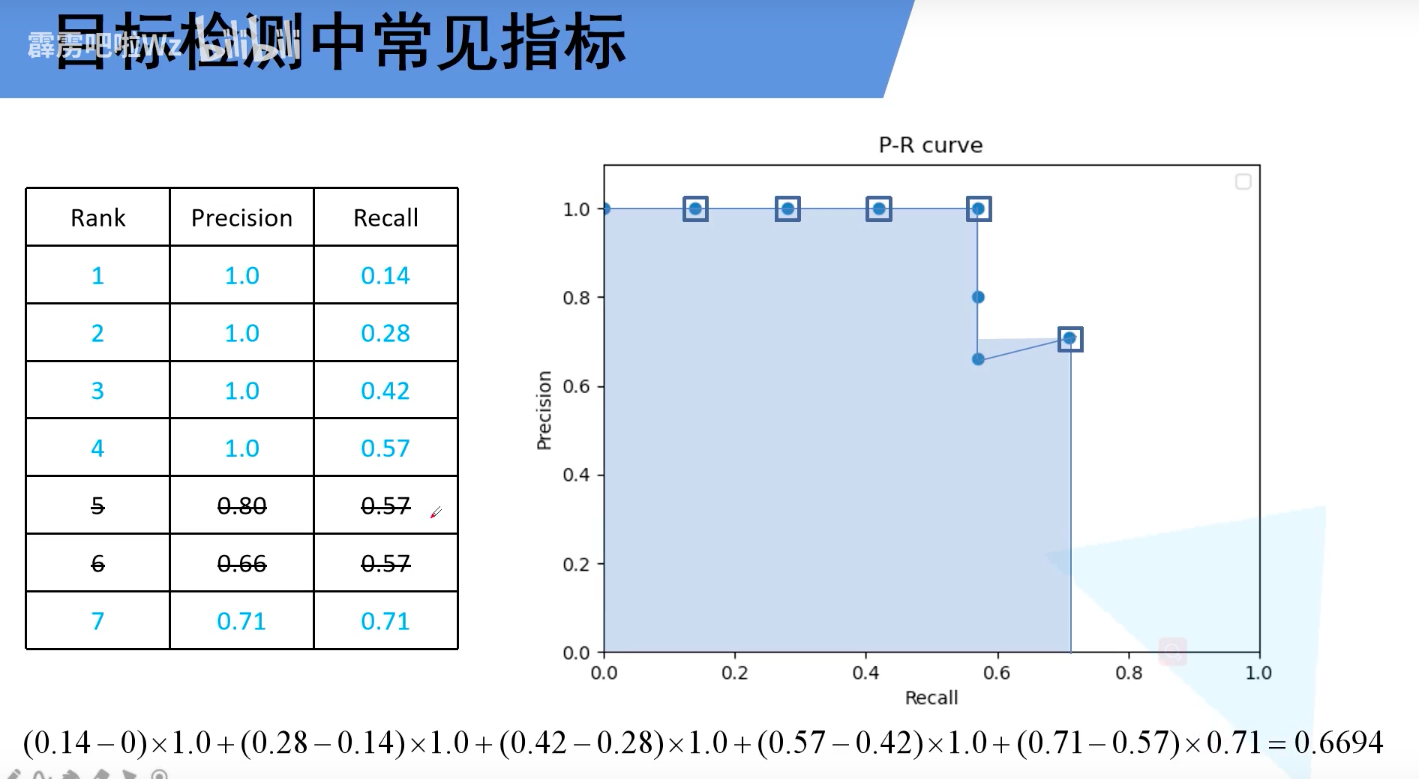 目标检测中常见指标
霹雳吧啦Wz bilibili
P-R curve
Rank Precision Recall
1 1.0 0.14
2 1.0 0.28
3 1.0 0.42
4 1.0 0.57
5 0.80 0.57
6 0.66 0.57
7 0.71 0.71
1.0
0.8
0.6
0.4
0.2
0.0
Precision
0.0 0.2 0.4 0.6 0.8 1.0
Recall
(0.14−0)×1.0+(0.28−0.14)×1.0+(0.42−0.28)×1.0+(0.57−0.42)×1.0+(0.71−0.57)×0.71=0.6694